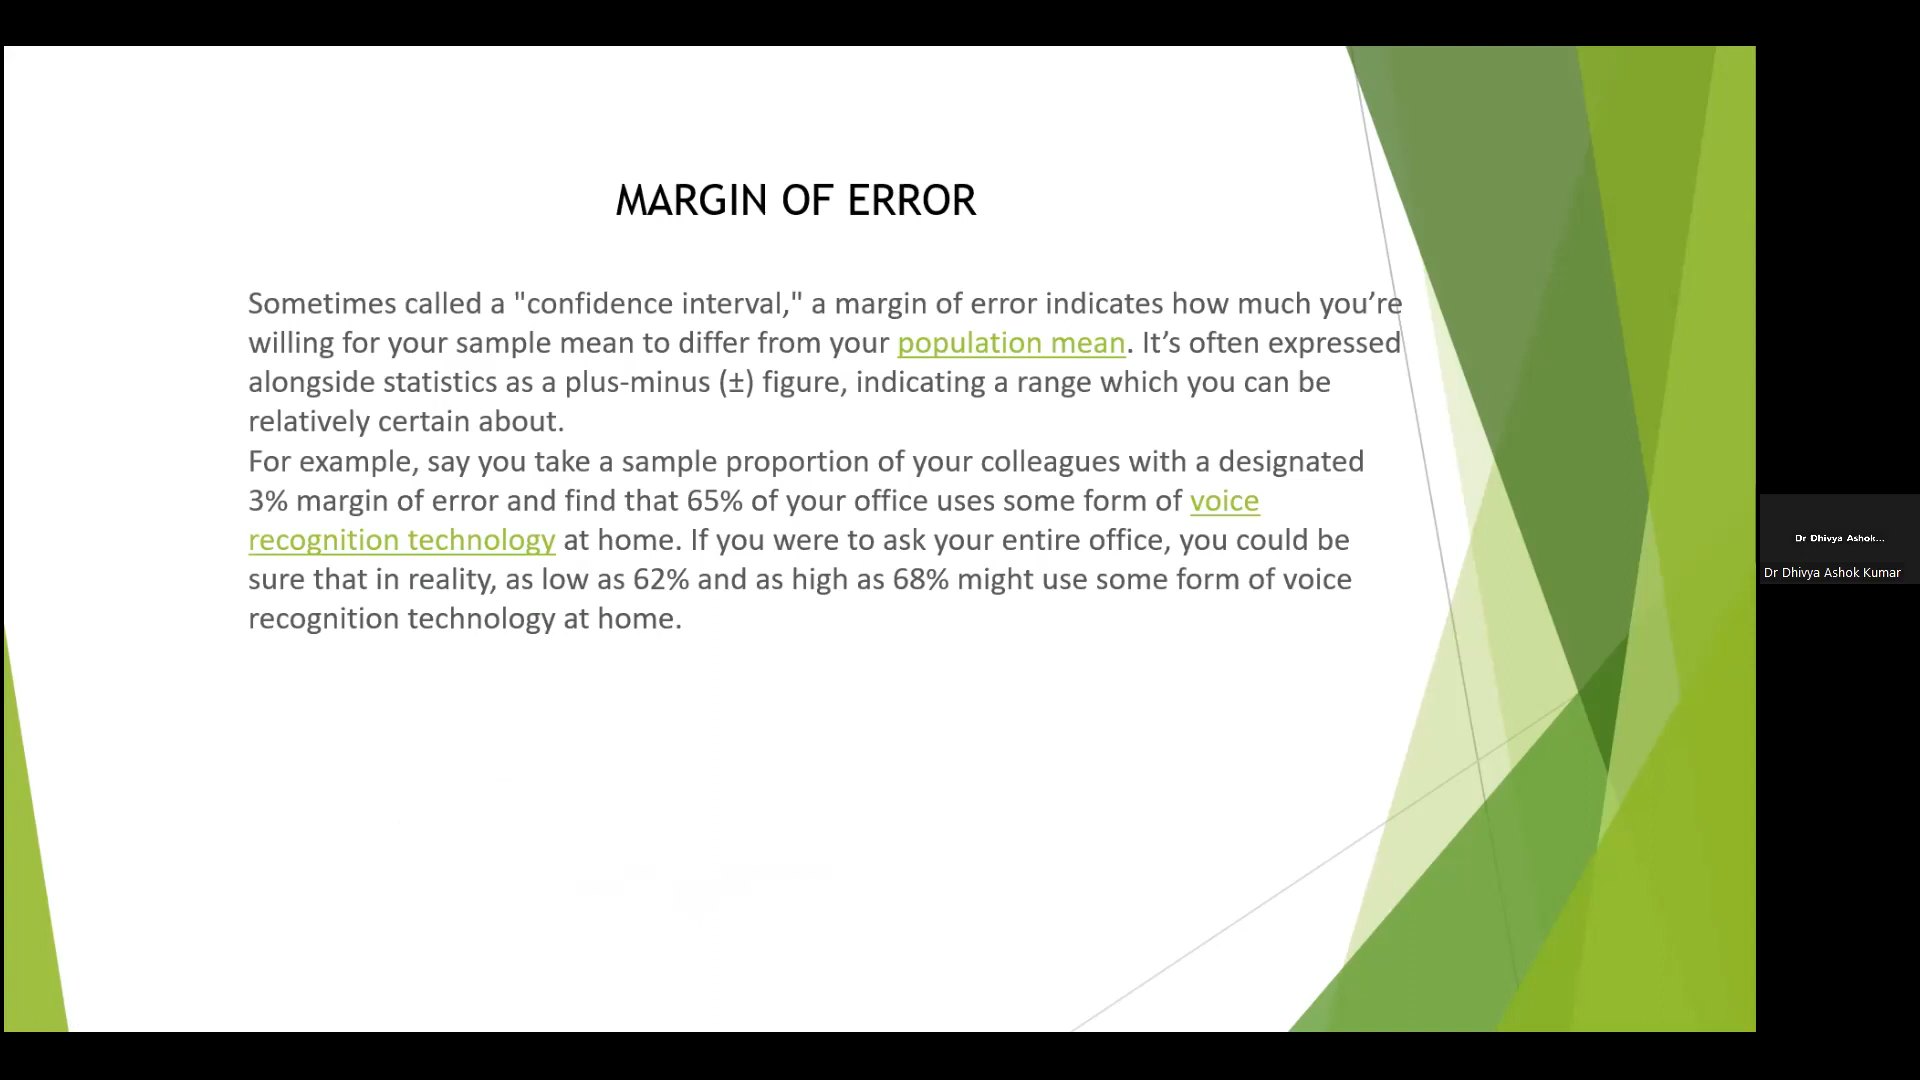 MARGIN OF ERROR
Sometimes called a "confidence interval," a margin of error indicates how much you’re
willing for your sample mean to differ from your population mean. It’s often expressed
alongside statistics as a plus-minus (±) figure, indicating a range which you can be
relatively certain about.
For example, say you take a sample proportion of your colleagues with a designated
3% margin of error and find that 65% of your office uses some form of voice
recognition technology at home. If you were to ask your entire office, you could be
sure that in reality, as low as 62% and as high as 68% might use some form of voice
recognition technology at home.
Dr Dhivya Ashok...
Dr Dhivya Ashok Kumar